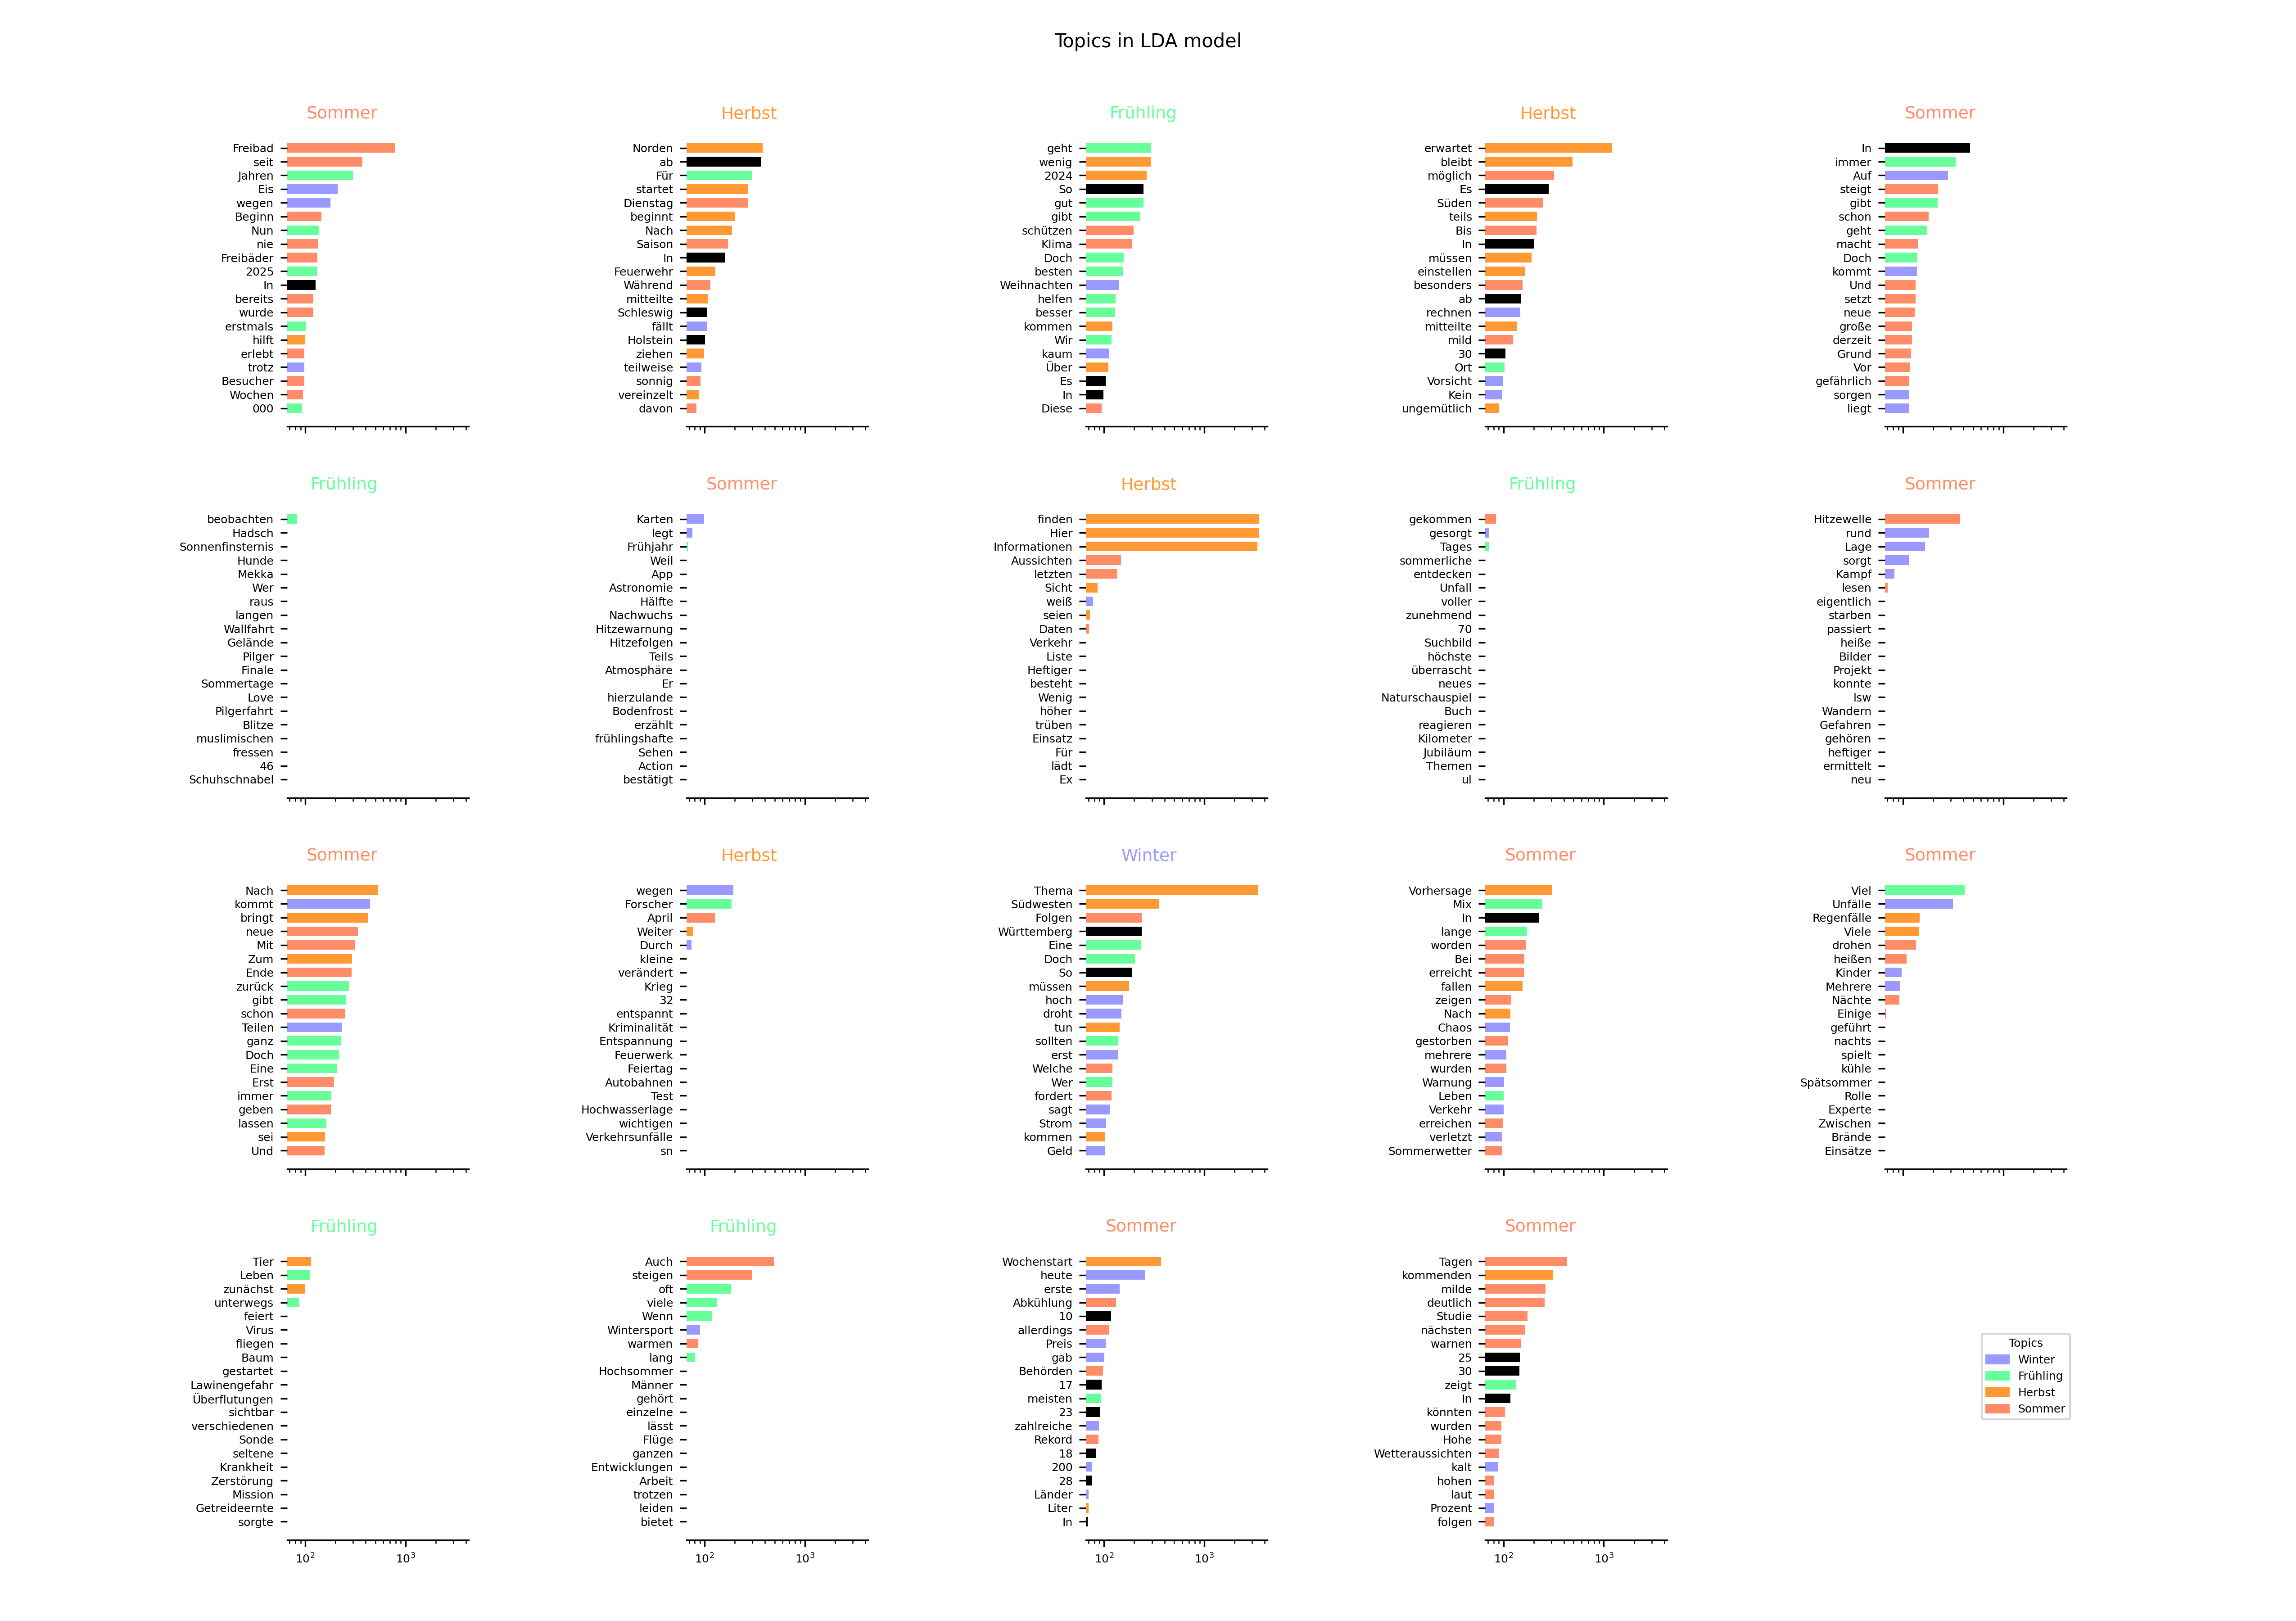 Topics in LDA model
Sommer
Freibad
seit
Jahren
Eis
wegen
Beginn
Nun
nie
Freibäder
2025
In
bereits
wurde
erstmals
hilft
erlebt
trotz
Besucher
Wochen
000
Herbst
Norden
ab
Für
startet
Dienstag
beginnt
Nach
Saison
In
Feuerwehr
Während
mitteilte
Schleswig
fällt
Holstein
ziehen
teilweise
sonnig
vereinzelt
davon
Frühling
geht
wenig
2024
So
gut
gibt
schützen
Klima
Doch
besten
Weihnachten
helfen
besser
kommen
Wir
kaum
Über
Es
In
Diese
Herbst
erwartet
bleibt
möglich
Es
Süden
teils
Bis
In
müssen
einstellen
besonders
ab
rechnen
mitteilte
mild
30
Ort
Vorsicht
Kein
ungemütlich
Sommer
In
immer
Auf
steigt
gibt
schon
geht
macht
Doch
kommt
Und
setzt
neue
große
derzeit
Grund
Vor
gefährlich
sorgen
liegt
Frühling
beobachten
Hadsch
Sonnenfinsternis
Hunde
Mekka
Wer
raus
langen
Wallfahrt
Gelände
Pilger
Finale
Sommertage
Love
Pilgerfahrt
Blitze
muslimischen
fressen
46
Schuhschnabel
Sommer
Karten
legt
Frühjahr
Weil
App
Astronomie
Hälfte
Nachwuchs
Hitzewarnung
Hitzefolgen
Teils
Atmosphäre
Er
hierzulande
Bodenfrost
erzählt
frühlingshafte
Sehen
Action
bestätigt
Herbst
finden
Hier
Informationen
Aussichten
letzten
Sicht
weiß
seien
Daten
Verkehr
Liste
Heftiger
besteht
Wenig
höher
trüben
Einsatz
Für
lädt
Ex
Frühling
gekommen
gesorgt
Tages
sommerliche
entdecken
Unfall
voller
zunehmend
70
Suchbild
höchste
überrascht
neues
Naturschauspiel
Buch
reagieren
Kilometer
Jubiläum
Themen
ul
Sommer
Hitzewelle
rund
Lage
sorgt
Kampf
lesen
eigentlich
starben
passiert
heiße
Bilder
Projekt
konnte
lsw
Wandern
Gefahren
gehören
heftiger
ermittelt
neu
Sommer
Nach
kommt
bringt
neue
Mit
Zum
Ende
zurück
gibt
schon
Teilen
ganz
Doch
Eine
Erst
immer
geben
lassen
sei
Und
Herbst
wegen
Forscher
April
Weiter
Durch
kleine
verändert
Krieg
32
entspannt
Kriminalität
Entspannung
Feuerwerk
Feiertag
Autobahnen
Test
Hochwasserlage
wichtigen
Verkehrsunfälle
sn
Winter
Thema
Südwesten
Folgen
Württemberg
Eine
Doch
So
müssen
hoch
droht
tun
sollten
erst
Welche
Wer
fordert
sagt
Strom
kommen
Geld
Sommer
Vorhersage
Mix
In
lange
worden
Bei
erreicht
fallen
zeigen
Nach
Chaos
gestorben
mehrere
wurden
Warnung
Leben
Verkehr
erreichen
verletzt
Sommerwetter
Sommer
Viel
Unfälle
Regenfälle
Viele
drohen
heißen
Kinder
Mehrere
Nächte
Einige
geführt
nachts
spielt
kühle
Spätsommer
Rolle
Experte
Zwischen
Brände
Einsätze
Frühling
Tier
Leben
zunächst
unterwegs
feiert
Virus
fliegen
Baum
gestartet
Lawinengefahr
Überflutungen
sichtbar
verschiedenen
Sonde
seltene
Krankheit
Zerstörung
Mission
Getreideernte
sorgte
10² 10³
Frühling
Auch
steigen
oft
viele
Wenn
Wintersport
warmen
lang
Hochsommer
Männer
gehört
einzelne
lässt
Flüge
ganzen
Entwicklungen
Arbeit
trotzen
leiden
bietet
10² 10³
Sommer
Wochenstart
heute
erste
Abkühlung
10
allerdings
Preis
gab
Behörden
17
meisten
23
zahlreiche
Rekord
18
200
28
Länder
Liter
In
10² 10³
Sommer
Tagen
kommenden
milde
deutlich
Studie
nächsten
warnen
25
30
zeigt
In
könnten
wurden
Hohe
Wetteraussichten
kalt
hohen
laut
Prozent
folgen
10² 10³
Topics
Winter
Frühling
Herbst
Sommer